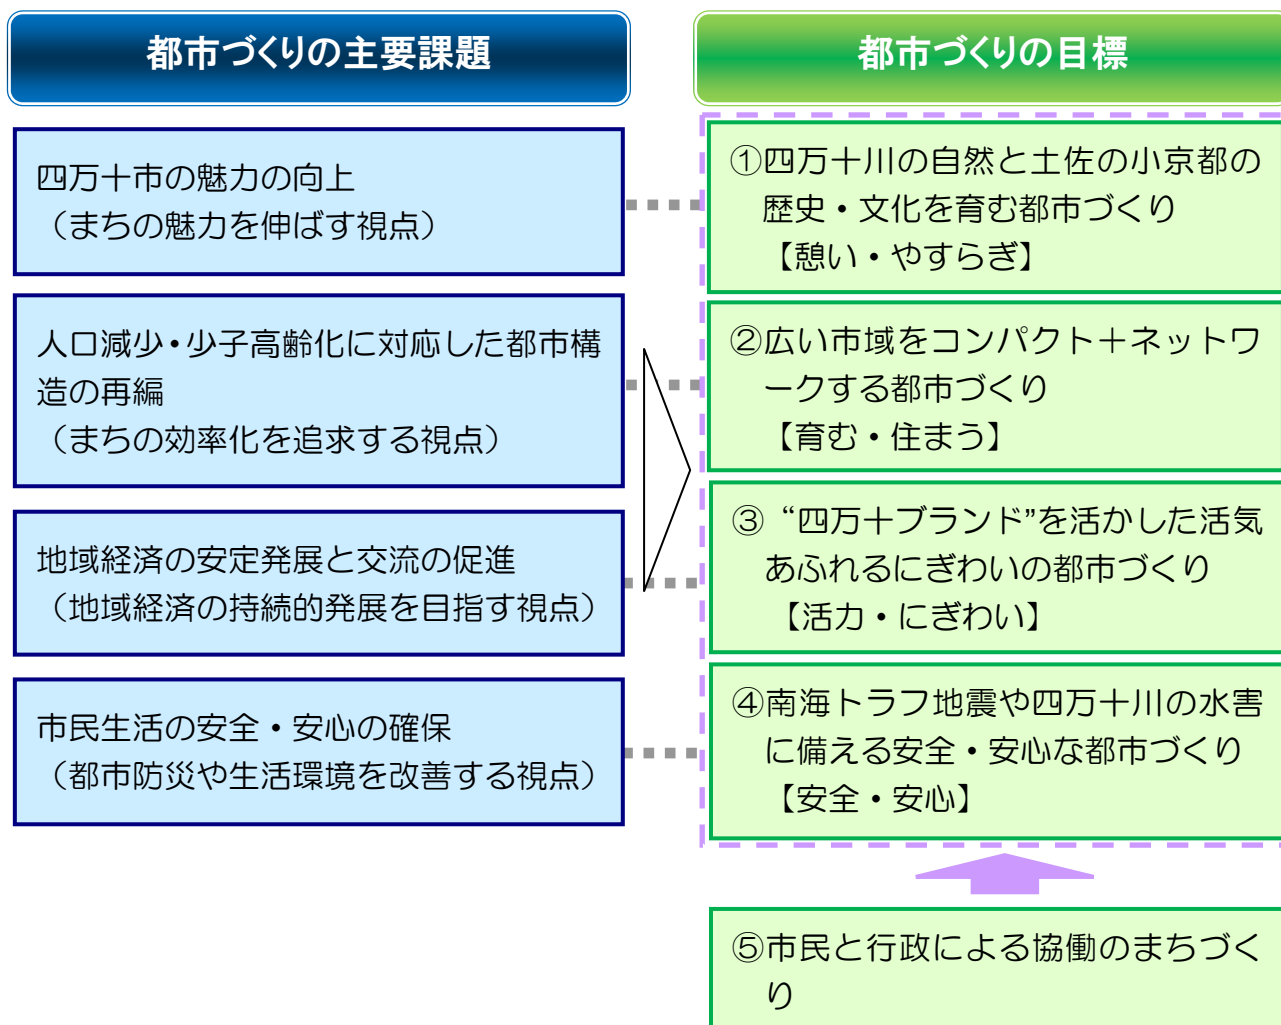 都市づくりの主要課題
四万十市の魅力の向上
（まちの魅力を伸ばす視点）
人口減少・少子高齢化に対応した都市構
造の再編
（まちの効率化を追求する視点）
地域経済の安定発展と交流の促進
（地域経済の持続的発展を目指す視点）
市民生活の安全・安心の確保
（都市防災や生活環境を改善する視点）
都市づくりの目標
①四万十川の自然と土佐の小京都の
歴史・文化を育む都市づくり
【憩い・やすらぎ】
②広い市域をコンパクト＋ネットワ
ークする都市づくり
【育む・住まう】
③“四万十ブランド”を活かした活気
あふれるにぎわいの都市づくり
【活力・にぎわい】
④南海トラフ地震や四万十川の水害
に備える安全・安心な都市づくり
【安全・安心】
⑤市民と行政による協働のまちづく
り